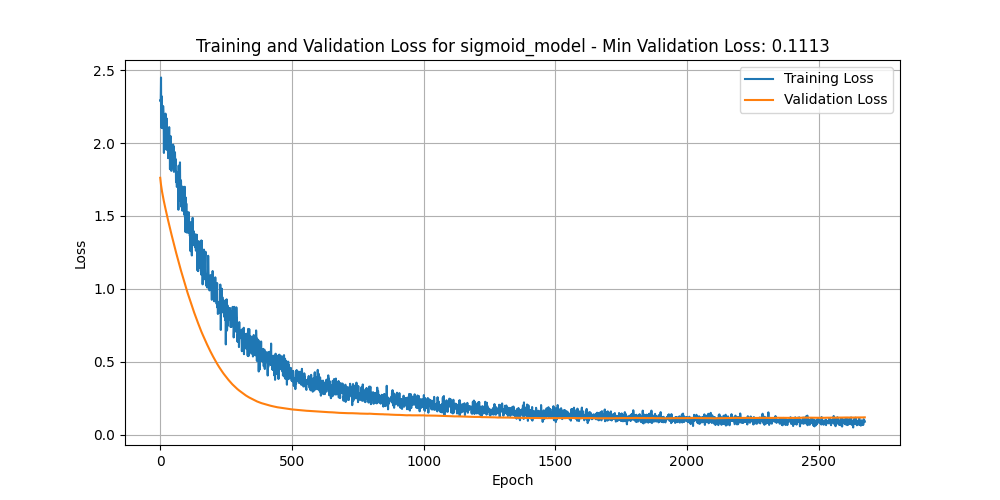 Training and Validation Loss for sigmoid_model - Min Validation Loss: 0.1113
Training Loss
Validation Loss
2.5
2.0
1.5
1.0
0.5
0.0
Loss
0
500
1000
1500
2000
2500
Epoch